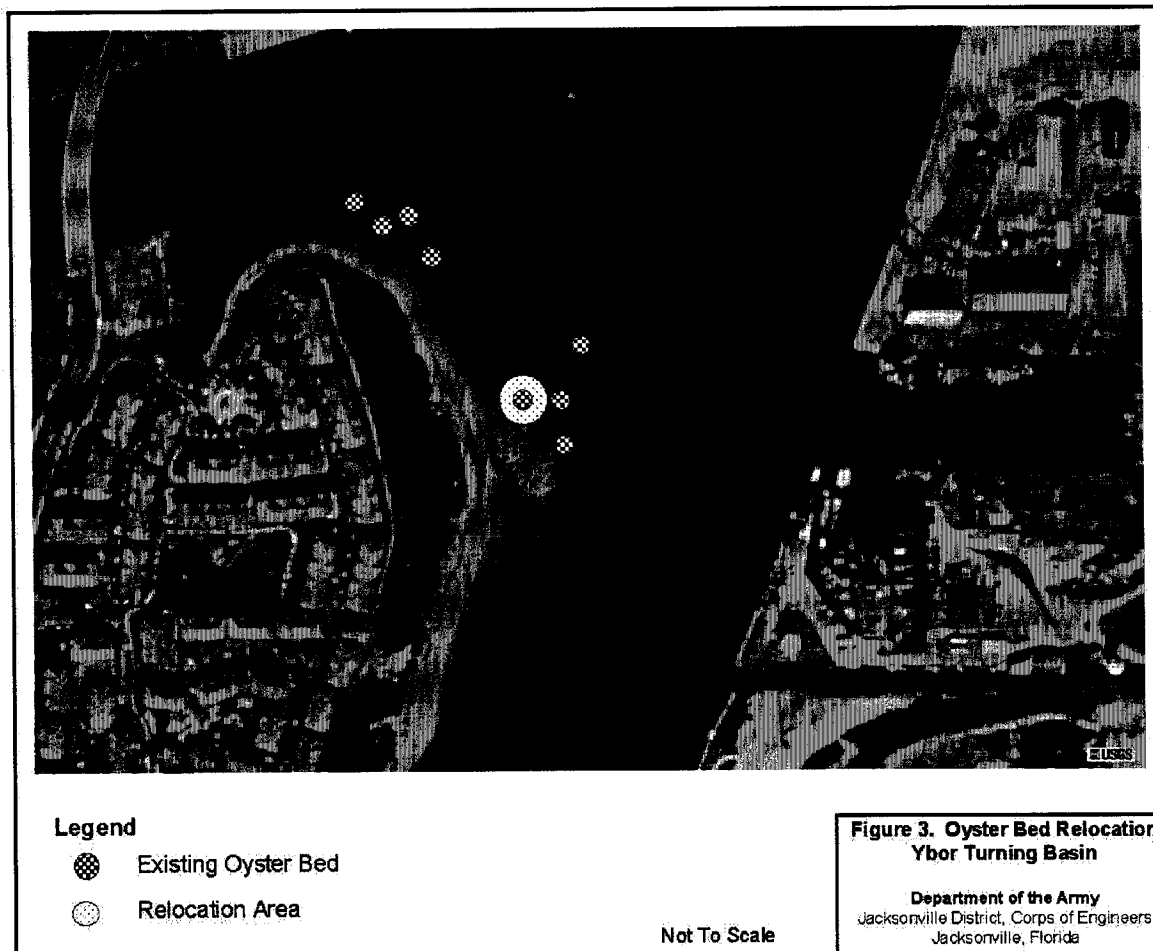 USGS
Legend
Existing Oyster Bed
Relocation Area
Not To Scale
Figure 3. Oyster Bed Relocation
Ybor Turning Basin
Department of the Army
Jacksonville District, Corps of Engineers
Jacksonville, Florida